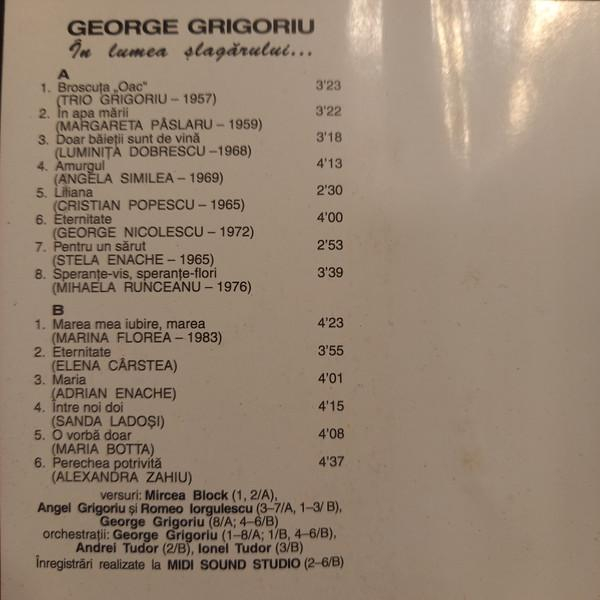 GEORGE GRIGORIU
În lumea șlagărului...
A
1. Broscuța „Oac" 3'23
(TRIO GRIGORIU – 1957)
2. În apa mării 3'22
(MARGARETA PÂSLARU – 1959)
3. Doar băieții sunt de vină 3'18
(LUMINIȚA DOBRESCU –1968)
4. Amurgul 4'13
(ANGELA SIMILEA – 1969)
5. Liliana 2'30
(CRISTIAN POPESCU – 1965)
6. Eternitate 4'00
(GEORGE NICOLESCU – 1972)
7. Pentru un sărut 2'53
(STELA ENACHE – 1965)
8. Speranțe-vis, speranțe-flori 3'39
(MIHAELA RUNCEANU – 1976)
B
1. Marea mea iubire, marea 4'23
(MARINA FLOREA – 1983)
2. Eternitate 3'55
(ELENA CÂRSTEA)
3. Maria 4'01
(ADRIAN ENACHE)
4. Între noi doi 4'15
(SANDA LADOȘI)
5. O vorbă doar 4'08
(MARIA BOTTA)
6. Perechea potrivită 4'37
(ALEXANDRA ZAHIU)
versuri: Mircea Block (1, 2/A),
Angel Grigoriu și Romeo Iorgulescu (3–7/A, 1–3/ B),
George Grigoriu (8/A; 4–6/B)
orchestrații: George Grigoriu (1–8/A; 1/B, 4–6/B),
Andrei Tudor (2/B), Ionel Tudor (3/B)
Înregistrări realizate la MIDI SOUND STUDIO (2–6/B)